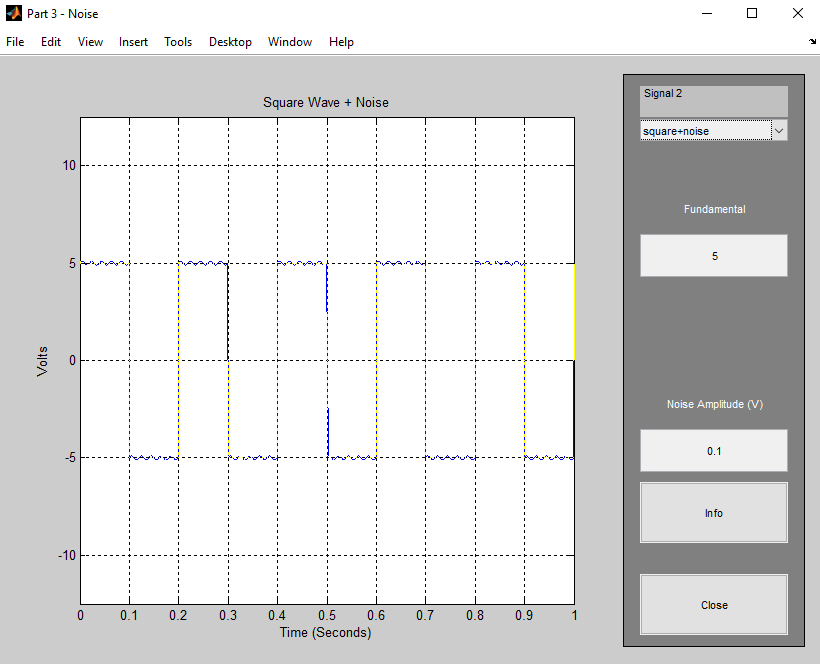 Part 3 - Noise
File Edit View Insert Tools Desktop Window Help
Square Wave + Noise
10
5
0
-5
-10
Volts
0 0.1 0.2 0.3 0.4 0.5 0.6 0.7 0.8 0.9 1
Time (Seconds)
Signal 2
square+noise
Fundamental
5
Noise Amplitude (V)
0.1
Info
Close